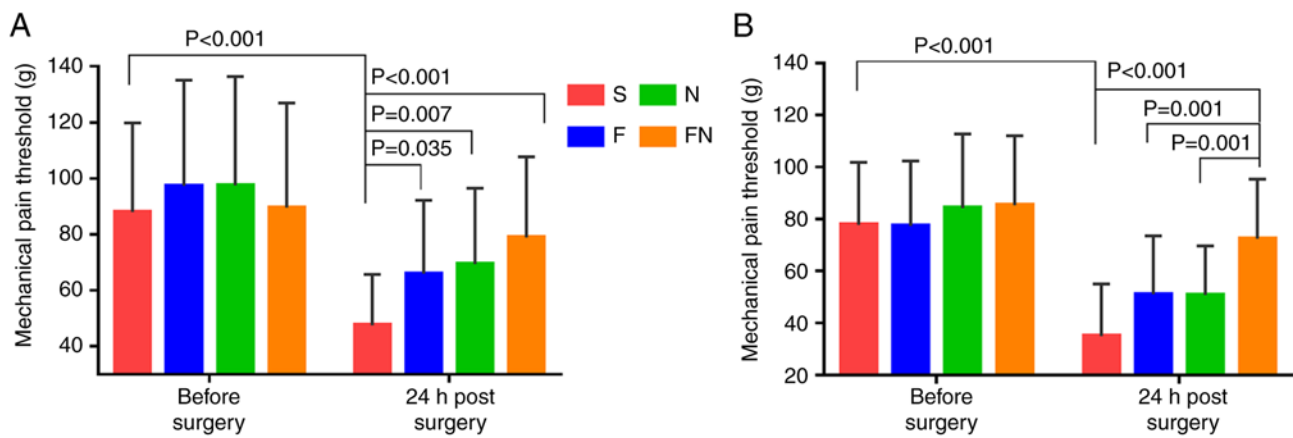 A
Mechanical pain threshold (g)
140
120
100
80
60
40
P<0.001
P<0.001
P=0.007
P=0.035
Before
surgery
24 h post
surgery
S
N
F
FN
B
Mechanical pain threshold (g)
140
120
100
80
60
40
20
P<0.001
P<0.001
P=0.001
P=0.001
Before
surgery
24 h post
surgery